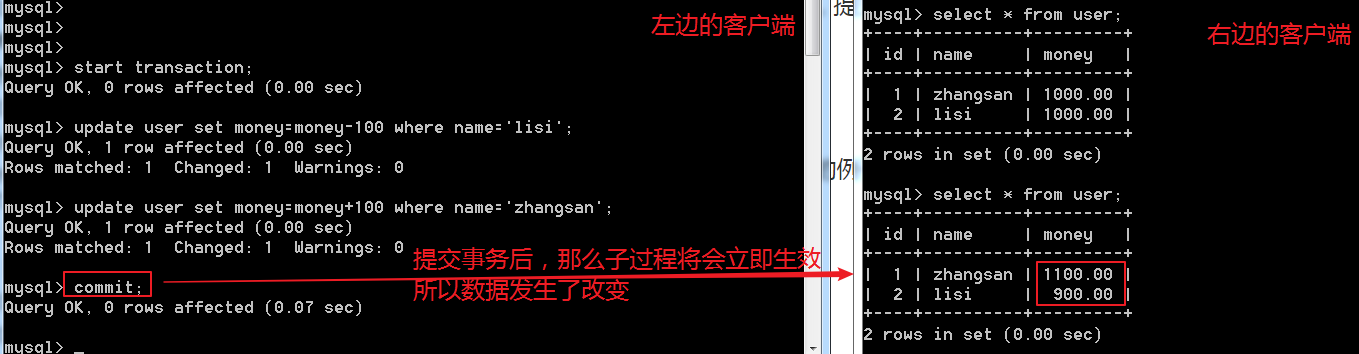 mysql>
mysql>
mysql>
mysql> start transaction;
Query OK, 0 rows affected (0.00 sec)
mysql> update user set money=money-100 where name='lisi';
Query OK, 1 row affected (0.00 sec)
Rows matched: 1  Changed: 1  Warnings: 0
mysql> update user set money=money+100 where name='zhangsan';
Query OK, 1 row affected (0.00 sec)
Rows matched: 1  Changed: 1  Warnings: 0
mysql> commit;
Query OK, 0 rows affected (0.07 sec)
mysql> _
左边的客户端
提交事务后，那么子过程将会立即生效
所以数据发生了改变
提
例
mysql> select * from user;
+----+----------+---------+
| id | name     | money   |
+----+----------+---------+
|  1 | zhangsan | 1000.00 |
|  2 | lisi     | 1000.00 |
+----+----------+---------+
2 rows in set (0.00 sec)
mysql> select * from user;
+----+----------+---------+
| id | name     | money   |
+----+----------+---------+
|  1 | zhangsan | 1100.00 |
|  2 | lisi     |  900.00 |
+----+----------+---------+
2 rows in set (0.00 sec)
右边的客户端